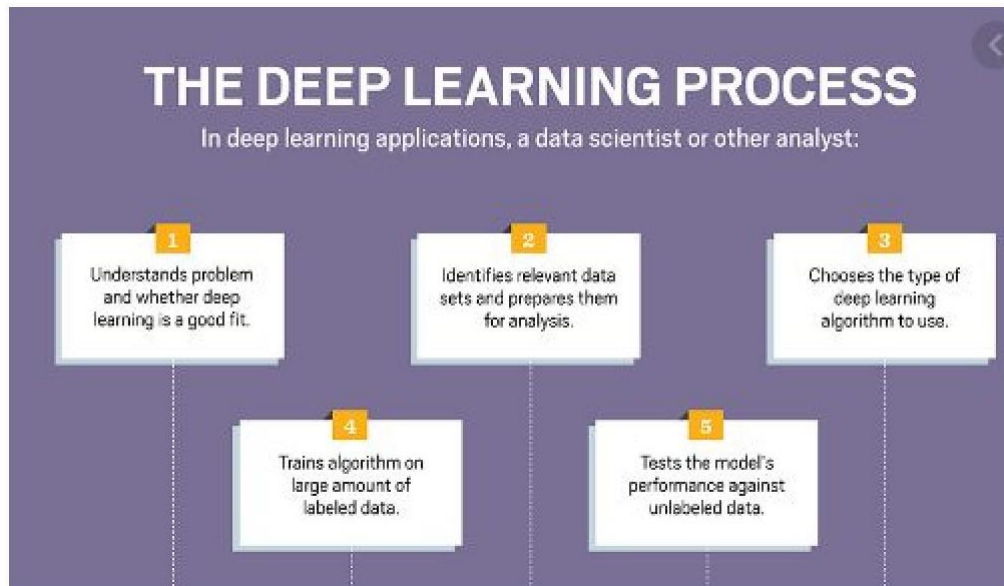 THE DEEP LEARNING PROCESS
In deep learning applications, a data scientist or other analyst:
1
Understands problem
and whether deep
learning is a good fit.
2
Identifies relevant data
sets and prepares them
for analysis.
3
Chooses the type of
deep learning
algorithm to use.
4
Trains algorithm on
large amount of
labeled data.
5
Tests the model's
performance against
unlabeled data.